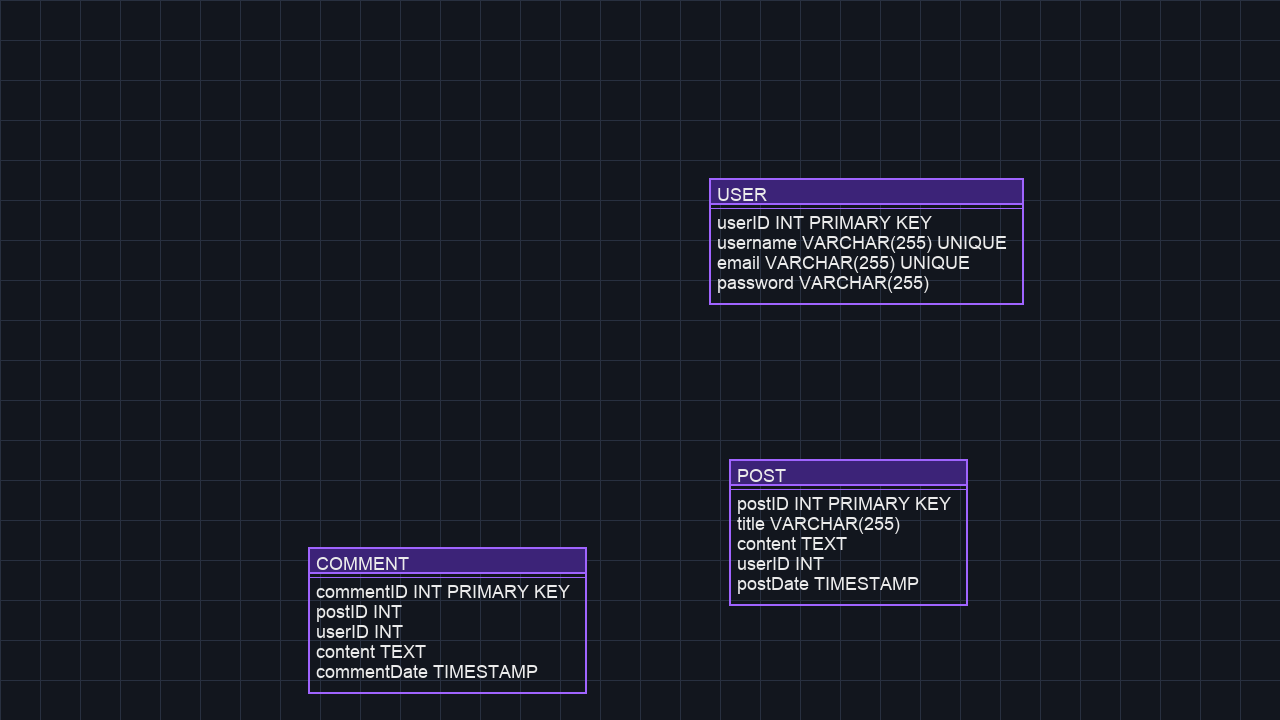 USER
userID INT PRIMARY KEY
username VARCHAR(255) UNIQUE
email VARCHAR(255) UNIQUE
password VARCHAR(255)
POST
postID INT PRIMARY KEY
title VARCHAR(255)
content TEXT
userID INT
postDate TIMESTAMP
COMMENT
commentID INT PRIMARY KEY
postID INT
userID INT
content TEXT
commentDate TIMESTAMP